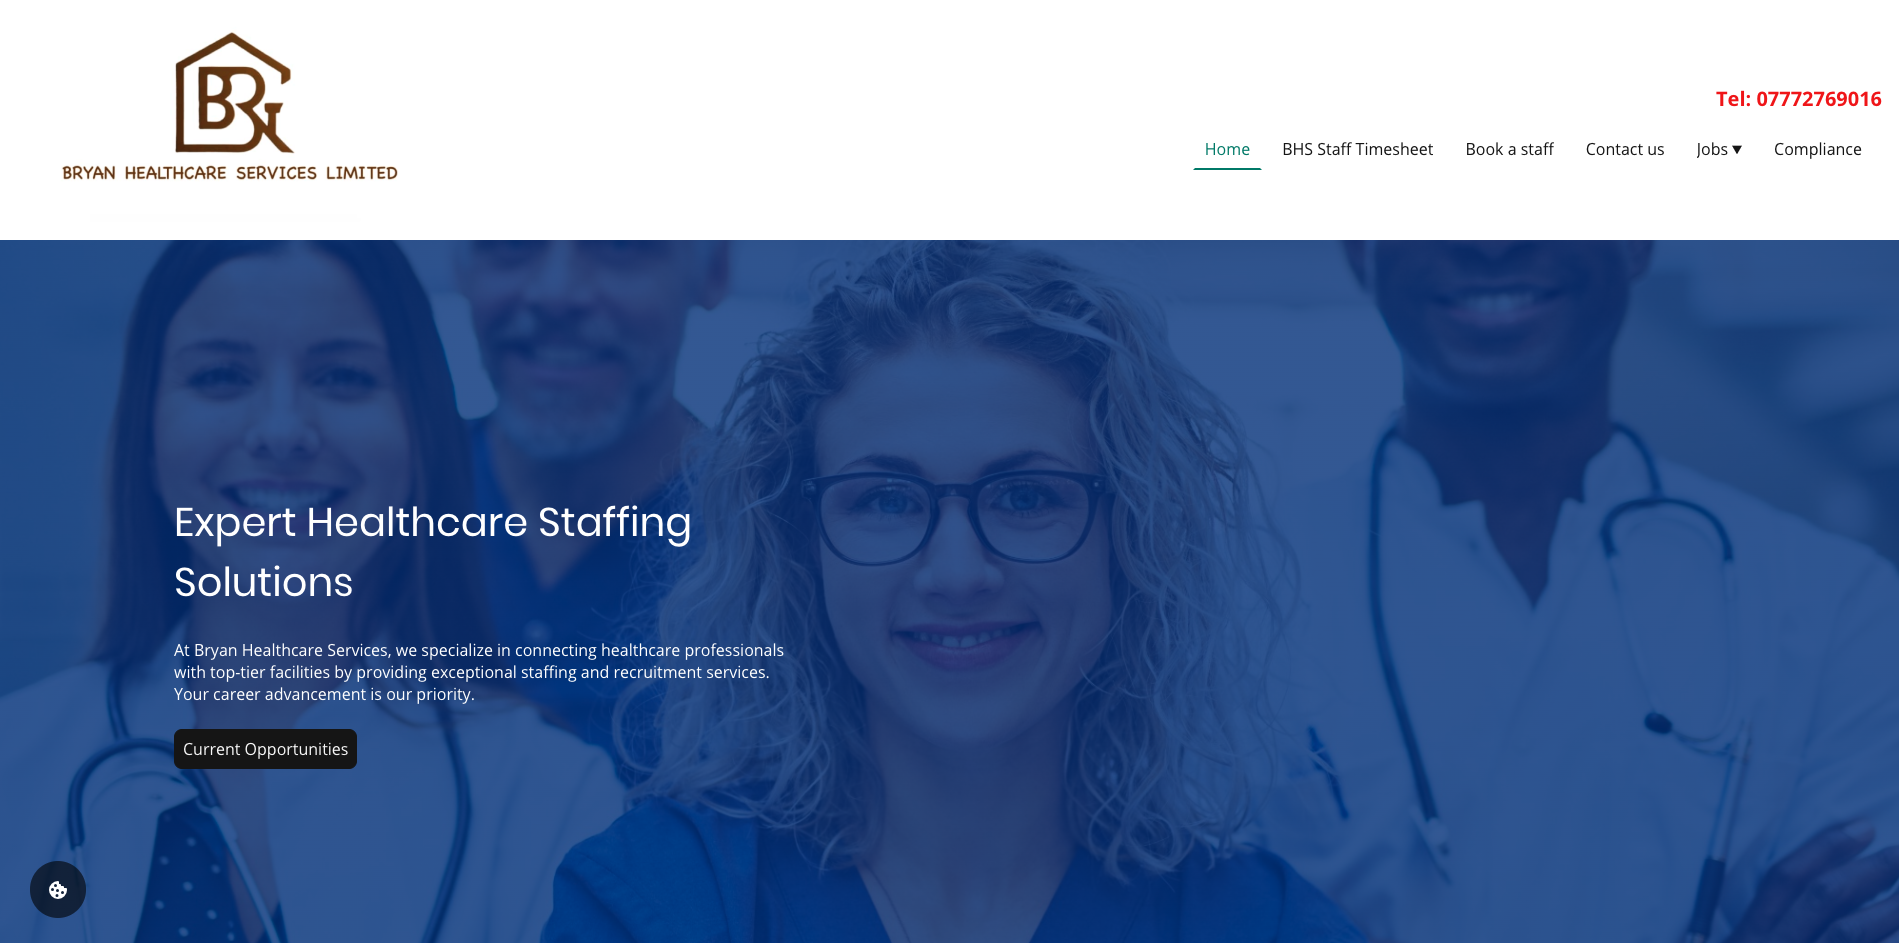 BRYAN HEALTHCARE SERVICES LIMITED
Tel: 07772769016
Home BHS Staff Timesheet Book a staff Contact us Jobs ▾ Compliance
Expert Healthcare Staffing
Solutions
At Bryan Healthcare Services, we specialize in connecting healthcare professionals
with top-tier facilities by providing exceptional staffing and recruitment services.
Your career advancement is our priority.
Current Opportunities